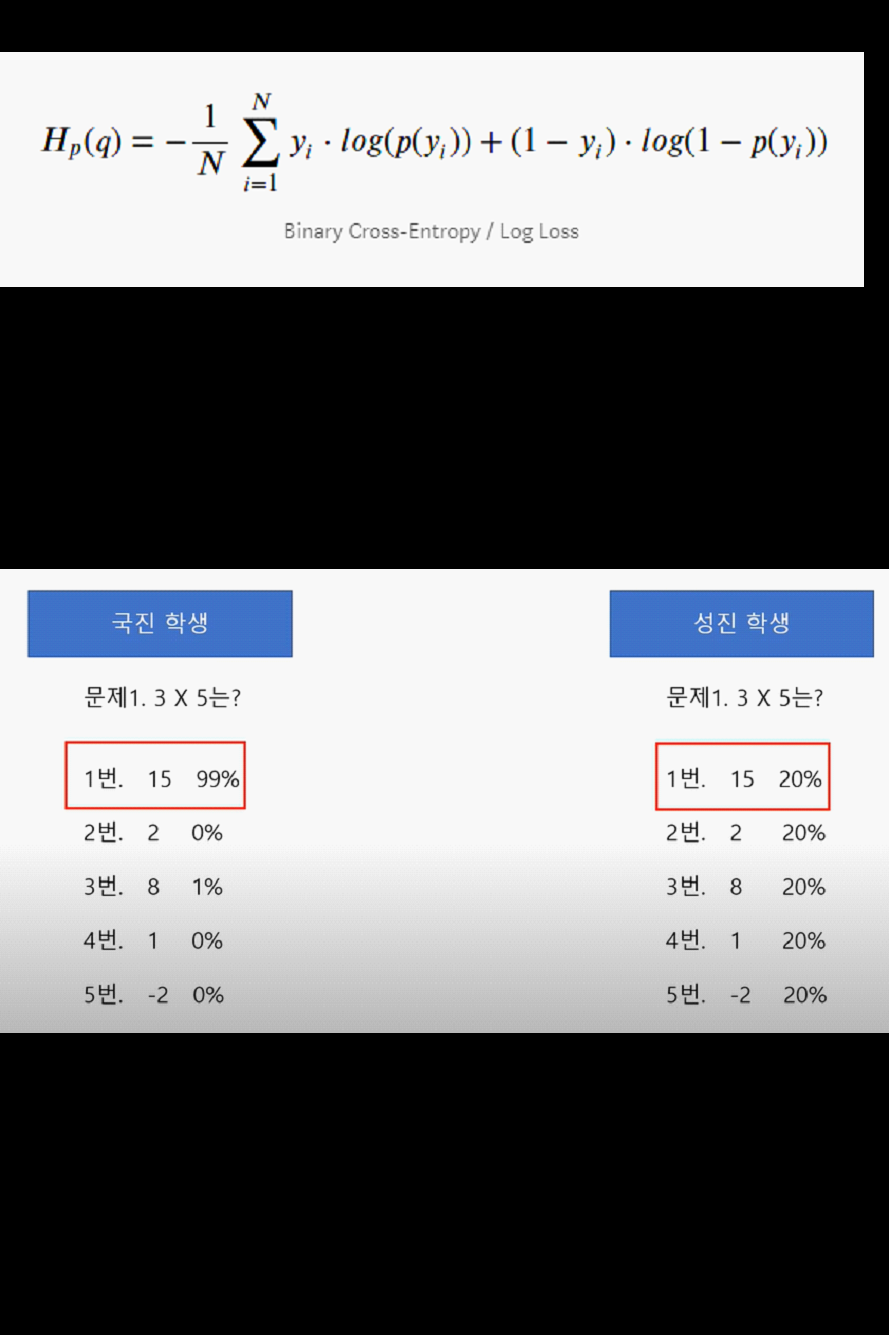 H_p(q) = -\frac{1}{N} \sum_{i=1}^{N} y_i · log(p(y_i)) + (1 − y_i) · log(1 − p(y_i))
Binary Cross-Entropy / Log Loss
국진 학생
문제1. 3 X 5는?
1번. 15 99%
2번. 2 0%
3번. 8 1%
4번. 1 0%
5번. -2 0%
성진 학생
문제1. 3 X 5는?
1번. 15 20%
2번. 2 20%
3번. 8 20%
4번. 1 20%
5번. -2 20%